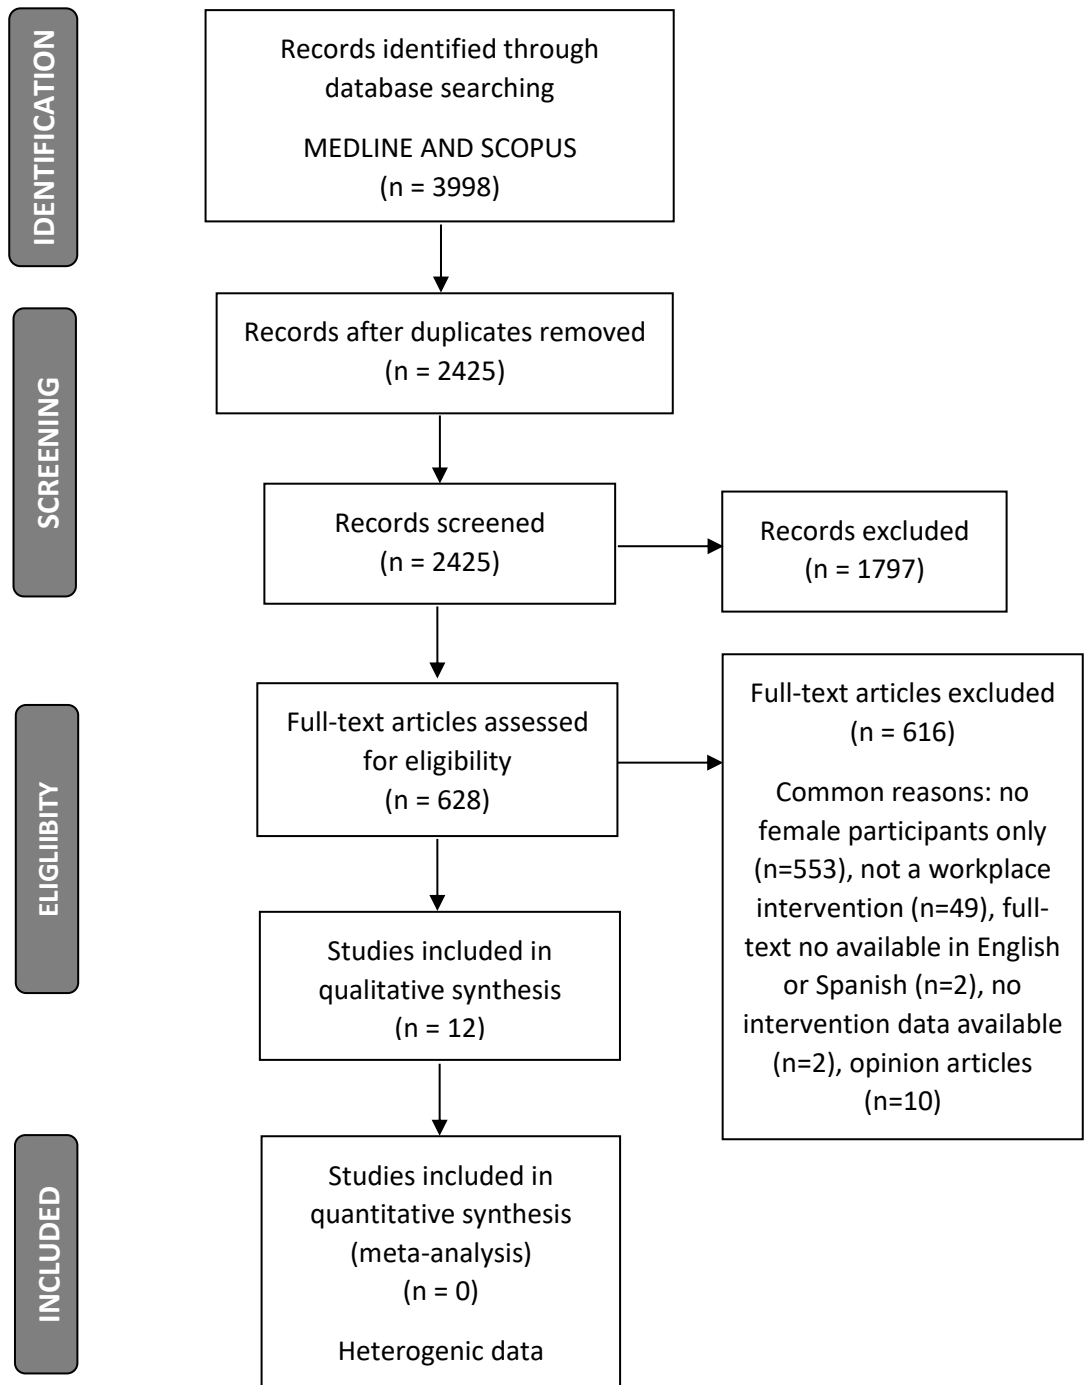 IDENTIFICATION
Records identified through
database searching
MEDLINE AND SCOPUS
(n = 3998)
SCREENING
Records after duplicates removed
(n = 2425)
Records screened
(n = 2425)
Records excluded
(n = 1797)
ELIGLIIBITY
Full-text articles assessed
for eligibility
(n = 628)
Full-text articles excluded
(n = 616)
Common reasons: no
female participants only
(n=553), not a workplace
intervention (n=49), full-
text no available in English
or Spanish (n=2), no
intervention data available
(n=2), opinion articles
(n=10)
Studies included in
qualitative synthesis
(n = 12)
INCLUDED
Studies included in
quantitative synthesis
(meta-analysis)
(n = 0)
Heterogenic data